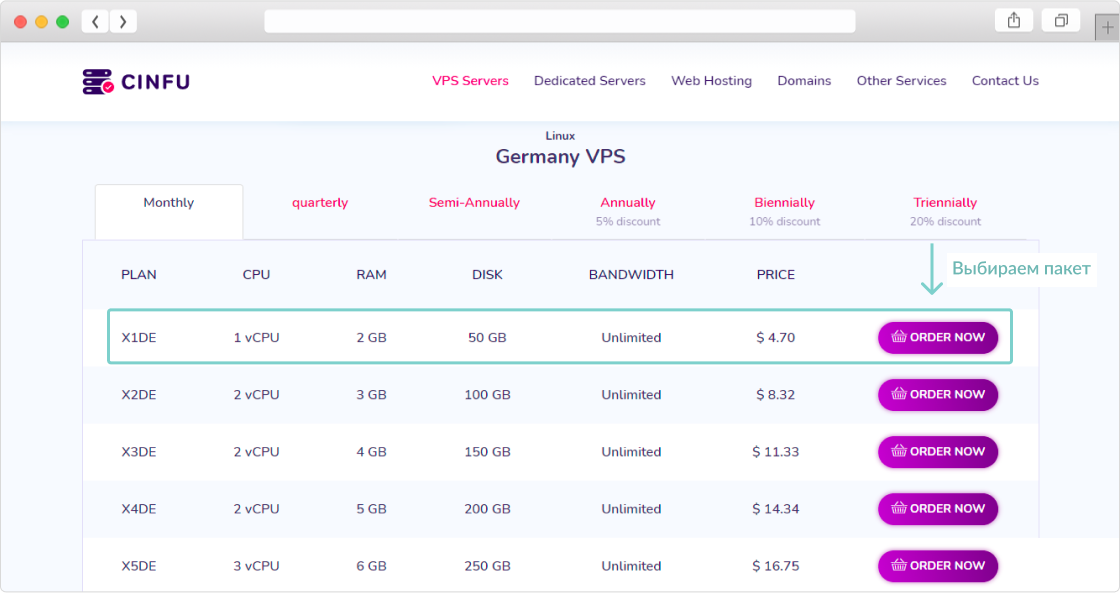 CINFU
VPS Servers Dedicated Servers Web Hosting Domains Other Services Contact Us
Linux
Germany VPS
Monthly quarterly Semi-Annually Annually Biennially Triennially
5% discount 10% discount 20% discount
PLAN CPU RAM DISK BANDWIDTH PRICE Выбираем пакет
X1DE 1 vCPU 2 GB 50 GB Unlimited $ 4.70 ORDER NOW
X2DE 2 vCPU 3 GB 100 GB Unlimited $ 8.32 ORDER NOW
X3DE 2 vCPU 4 GB 150 GB Unlimited $ 11.33 ORDER NOW
X4DE 2 vCPU 5 GB 200 GB Unlimited $ 14.34 ORDER NOW
X5DE 3 vCPU 6 GB 250 GB Unlimited $ 16.75 ORDER NOW